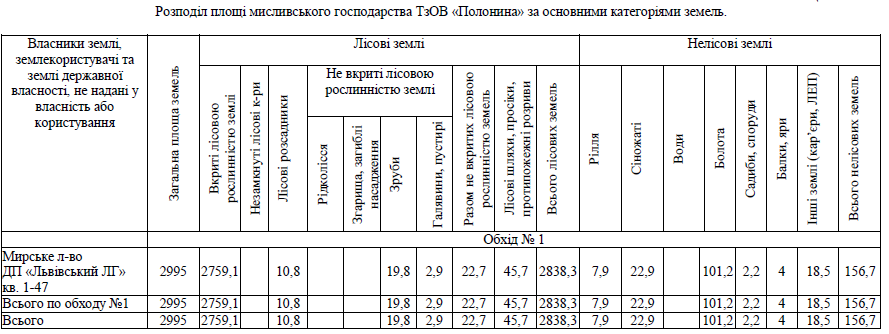 Розподіл площі мисливського господарства ТзОВ «Полонина» за основними категоріями земель.
Власники землі, землекористувачі та землі державної власності, не надані у власність або користування
Загальна площа земель
Лісові землі
Нелісові землі
Вкриті лісовою рослинністю землі
Незамкнуті лісові к-ри
Лісові розсадники
Не вкриті лісовою рослинністю землі
Рідколісся
Згарища, загиблі насадження
Зруби
Галявини, пустирі
Разом не вкритих лісовою рослинністю земель
Лісові шляхи, просіки, протипожежні розриви
Всього лісових земель
Рілля
Сіножаті
Води
Болота
Садиби, споруди
Балки, яри
Інші землі (кар’єри, ЛЕП)
Всього нелісових земель
Обхід № 1
Мирське л-во
ДП «Львівський ЛГ» 2995 2759,1 10,8 19,8 2,9 22,7 45,7 2838,3 7,9 22,9 101,2 2,2 4 18,5 156,7
кв. 1-47
Всього по обходу №1 2995 2759,1 10,8 19,8 2,9 22,7 45,7 2838,3 7,9 22,9 101,2 2,2 4 18,5 156,7
Всього 2995 2759,1 10,8 19,8 2,9 22,7 45,7 2838,3 7,9 22,9 101,2 2,2 4 18,5 156,7